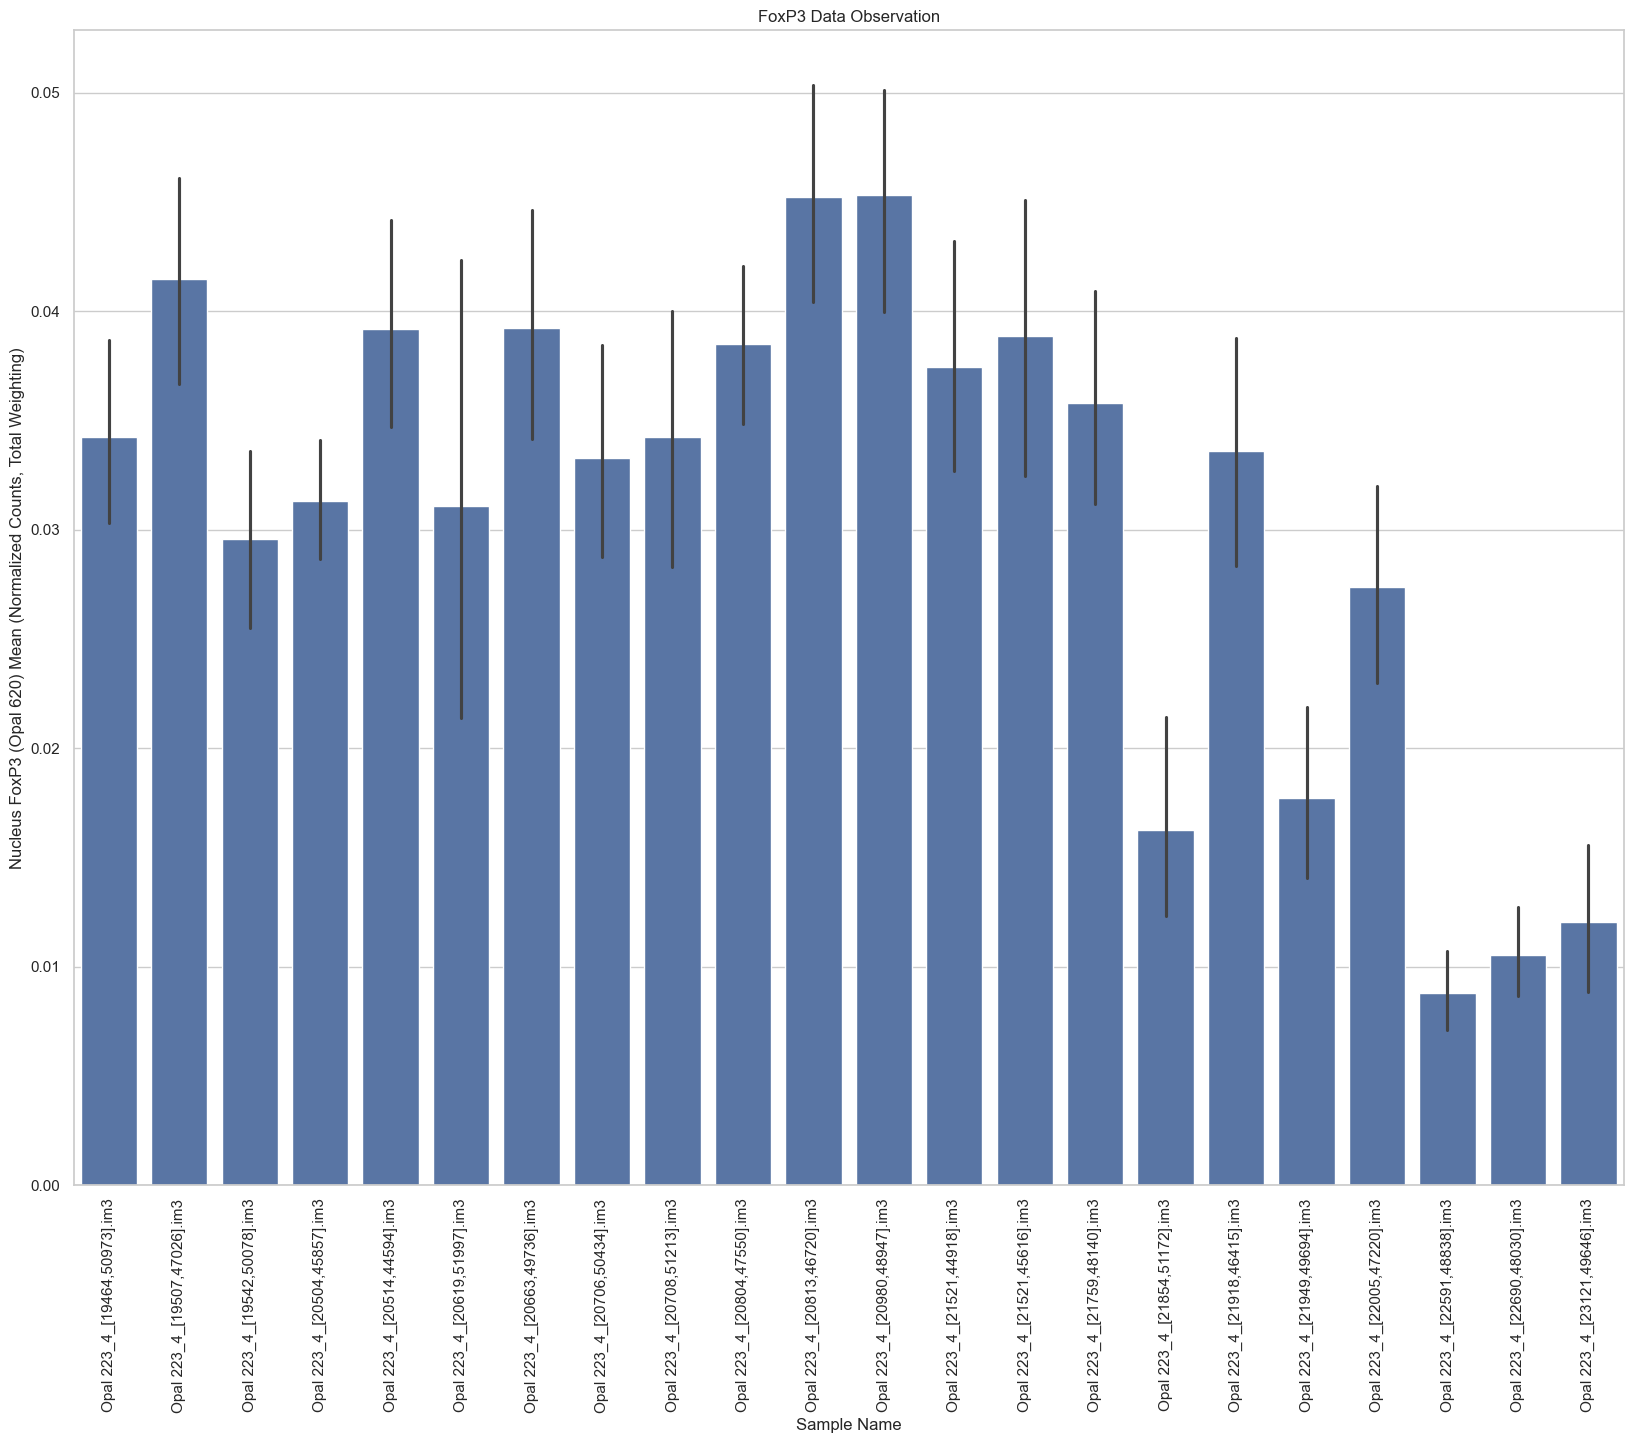 FoxP3 Data Observation
Nucleus FoxP3 (Opal 620) Mean (Normalized Counts, Total Weighting)
0.05
0.04
0.03
0.02
0.01
0.00
Opal 223_4_[19464,50973].im3
Opal 223_4_[19507,47026].im3
Opal 223_4_[19542,50078].im3
Opal 223_4_[20504,45857].im3
Opal 223_4_[20514,44594].im3
Opal 223_4_[20619,51997].im3
Opal 223_4_[20663,49736].im3
Opal 223_4_[20706,50434].im3
Opal 223_4_[20708,51213].im3
Opal 223_4_[20804,47550].im3
Opal 223_4_[20813,46720].im3
Opal 223_4_[20980,48947].im3
Opal 223_4_[21521,44918].im3
Opal 223_4_[21521,45616].im3
Opal 223_4_[21759,48140].im3
Opal 223_4_[21854,51172].im3
Opal 223_4_[21918,46415].im3
Opal 223_4_[21949,49694].im3
Opal 223_4_[22005,47220].im3
Opal 223_4_[22591,48838].im3
Opal 223_4_[22690,48030].im3
Opal 223_4_[23121,49646].im3
Sample Name